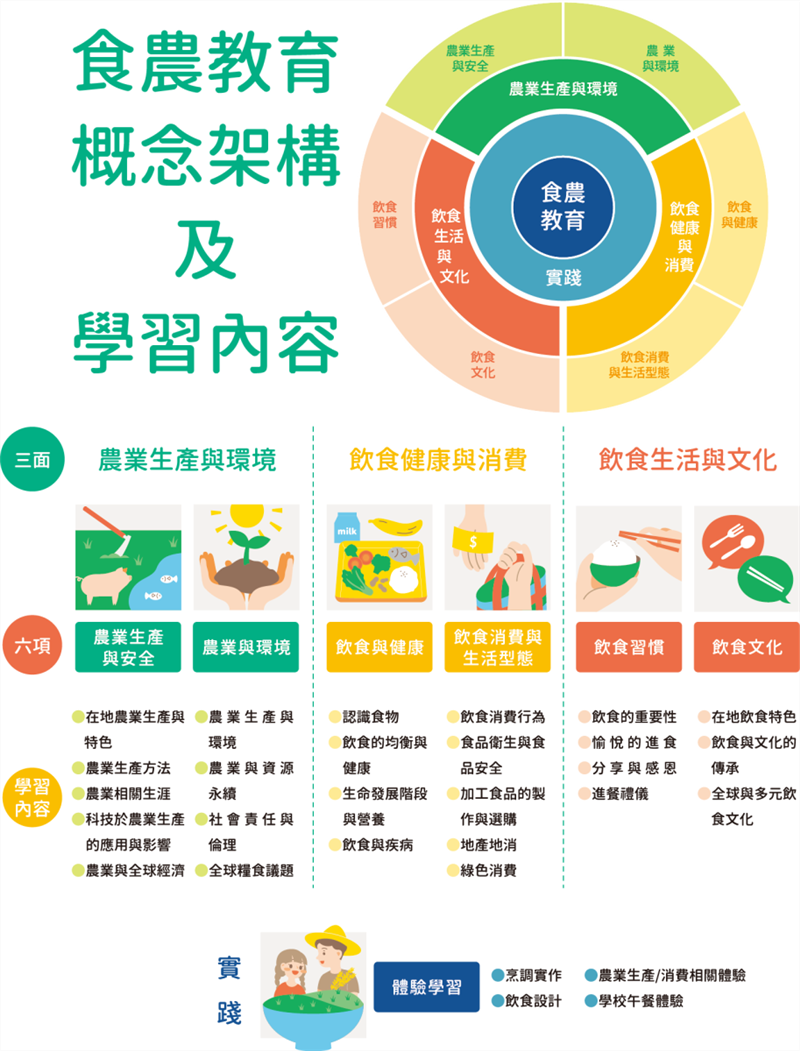 食農教育
概念架構
及
學習內容
農業生產
與安全
農業
與環境
農業生產與環境
飲食
習慣
飲食
生活
與
文化
食農
教育
實踐
飲食
健康
與
消費
飲食
與健康
飲食
文化
飲食消費
與生活型態
三面
農業生產與環境
飲食健康與消費
飲食生活與文化
milk
$
六項
農業生產
與安全
農業與環境
飲食與健康
飲食消費與
生活型態
飲食習慣
飲食文化
學習
內容
在地農業生產與
特色
農業生產方法
農業相關生涯
科技於農業生產
的應用與影響
農業與全球經濟
農業生產與
環境
農業與資源
永續
社會責任與
倫理
全球糧食議題
認識食物
飲食的均衡與
健康
生命發展階段
與營養
飲食與疾病
飲食消費行為
食品衛生與食
品安全
加工食品的製
作與選購
地產地消
綠色消費
飲食的重要性
愉悅的進食
分享與感恩
進餐禮儀
在地飲食特色
飲食與文化的
傳承
全球與多元飲
食文化
實
踐
體驗學習
烹調實作
飲食設計
農業生產/消費相關體驗
學校午餐體驗